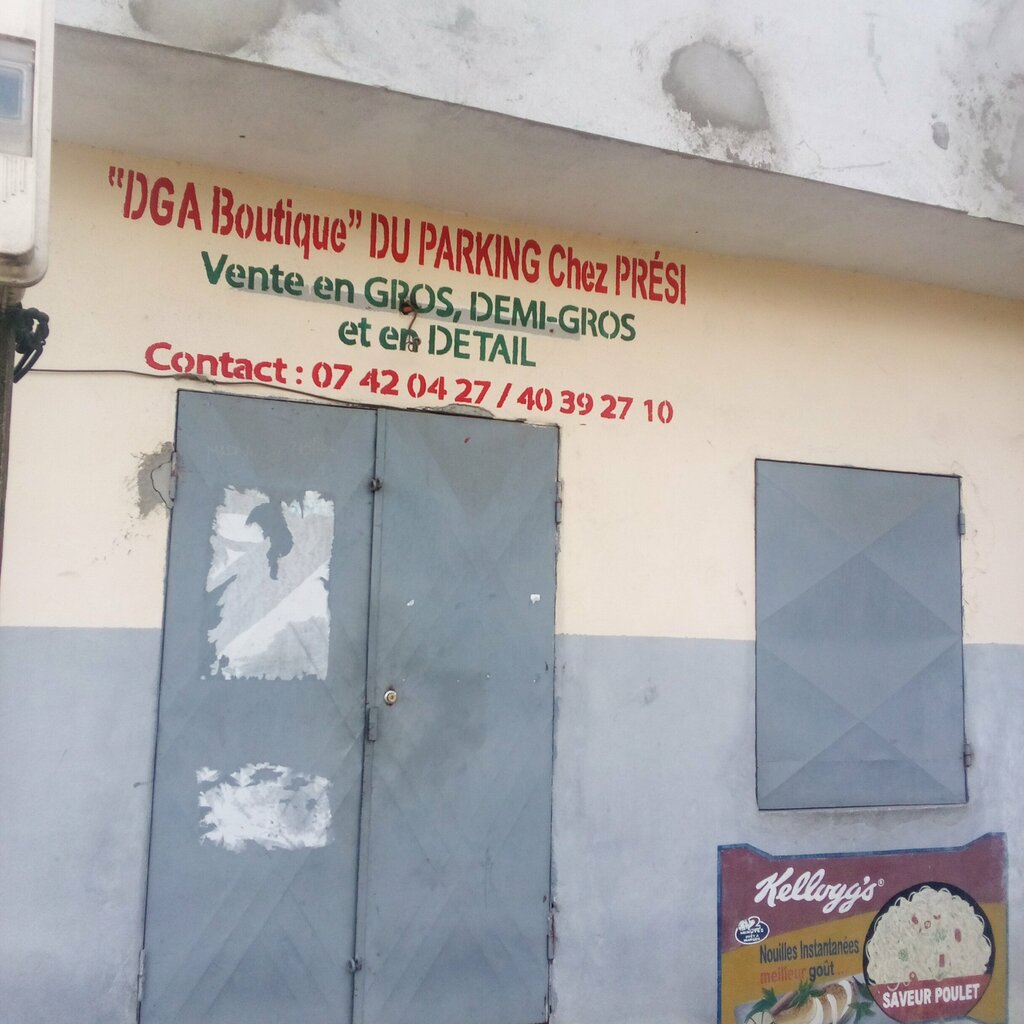 "DGA Boutique" DU PARKING Chez PRÉSI
Vente en GROS, DEMI-GROS
et en DETAIL
Contact : 07 42 04 27 / 40 39 27 10
Kellogg's®
Nouilles Instantanées
meilleur goût
SAVEUR POULET